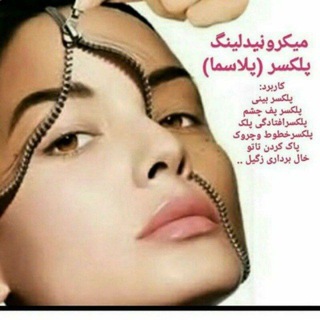 میکرونیدلینگ
پلکسر (پلاسما)
کاربرد:
پلکسر بینی
پلکسر پف چشم
پلکسرافتادگی پلک
پلکسرخطوط وچروک
پاک کردن تاتو
خال برداری زگیل ..